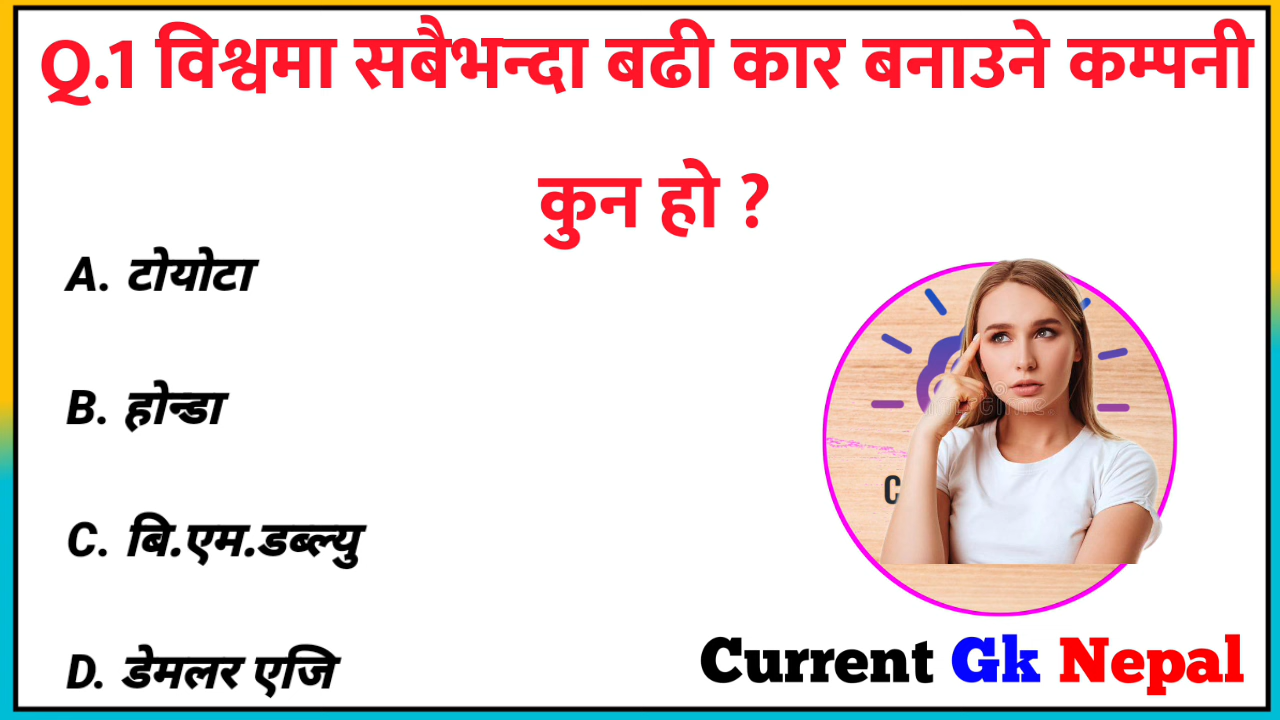 Q.1 विश्वमा सबैभन्दा बढी कार बनाउने कम्पनी
कुन हो ?
A. टोयोटा
B. होन्डा
C. बि.एम.डब्ल्यु
D. डेमलर एजि
C
Current Gk Nepal